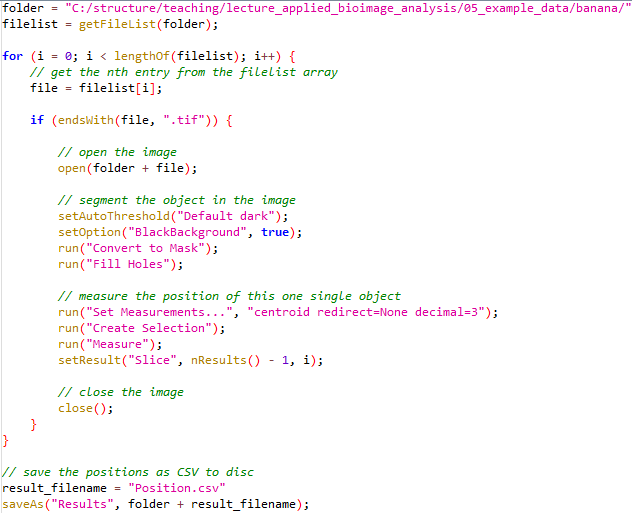 folder = "C:/structure/teaching/lecture_applied_bioimage_analysis/05_example_data/banana/"
filelist = getFileList(folder);
for (i = 0; i < lengthOf(filelist); i++) {
// get the nth entry from the filelist array
file = filelist[i];
if (endsWith(file, ".tif")) {
// open the image
open(folder + file);
// segment the object in the image
setAutoThreshold("Default dark");
setOption("BlackBackground", true);
run("Convert to Mask");
run("Fill Holes");
// measure the position of this one single object
run("Set Measurements...", "centroid redirect=None decimal=3");
run("Create Selection");
run("Measure");
setResult("Slice", nResults() - 1, i);
// close the image
close();
}
}
// save the positions as CSV to disc
result_filename = "Position.csv"
saveAs("Results", folder + result_filename);